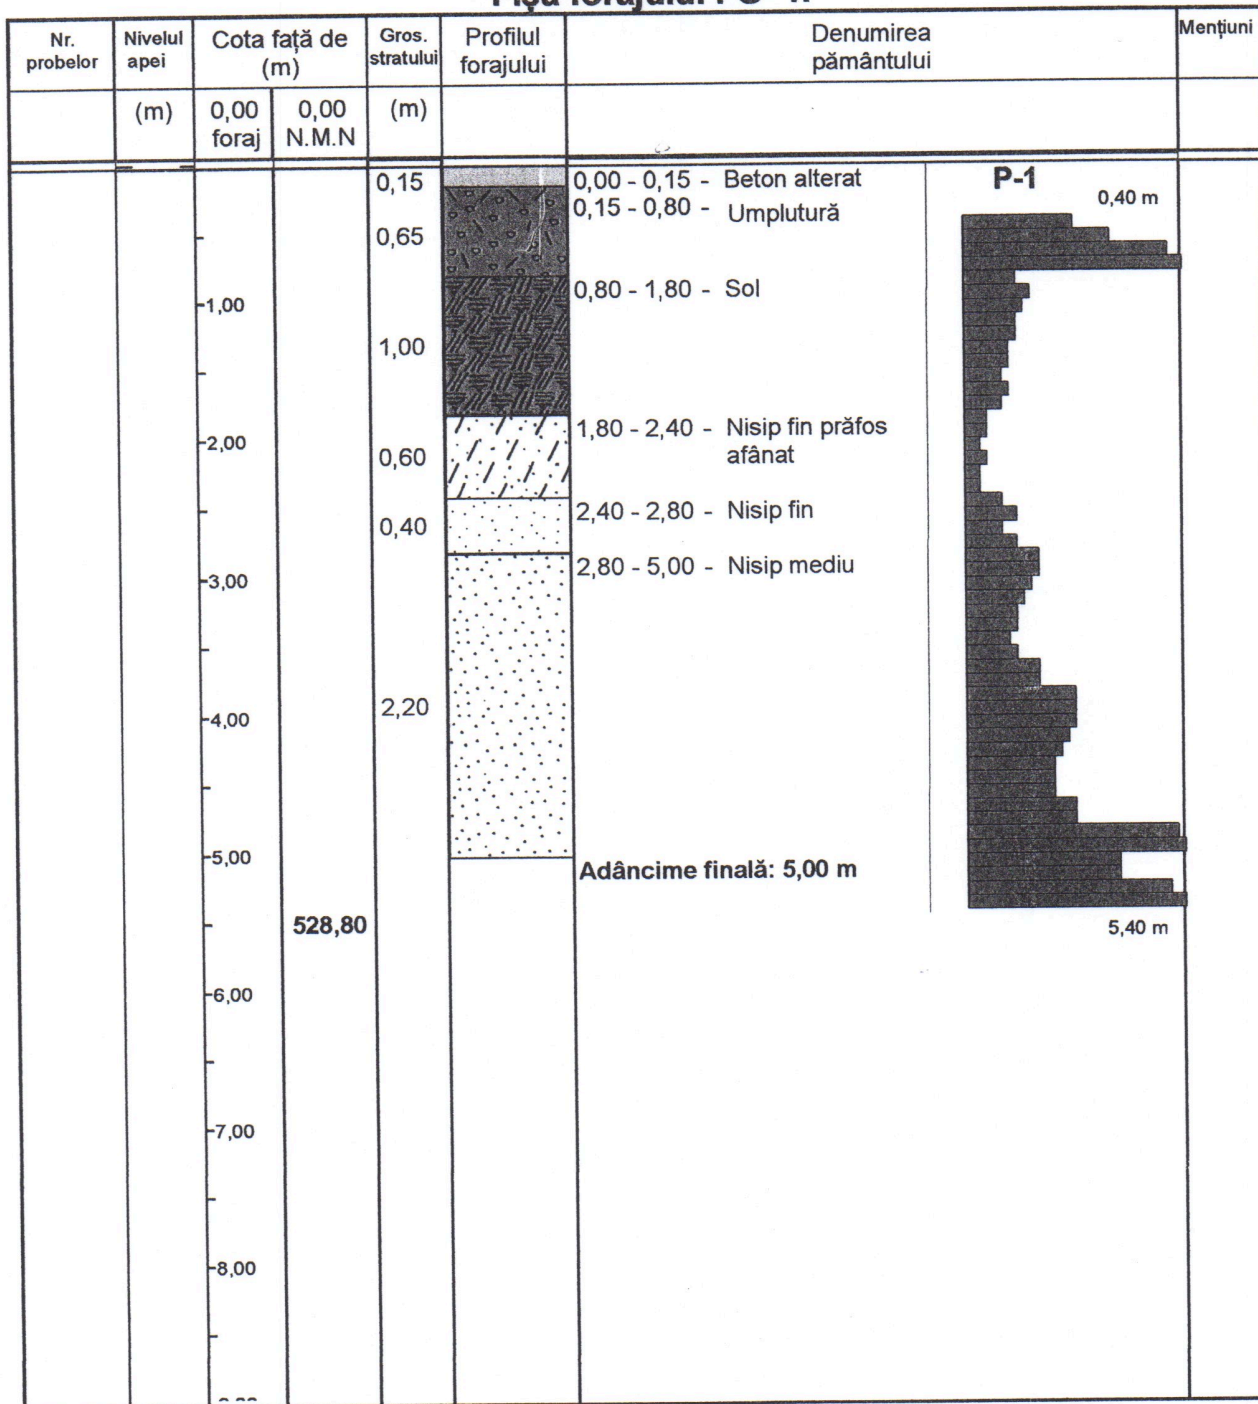 Fișa forajului
Nr. probelor
Nivelul apei
Cota față de (m)
Gros. stratului
Profilul forajului
Denumirea pământului
Mențiuni
(m)
0,00 foraj
0,00 N.M.N
(m)
0,15
0,00 - 0,15 - Beton alterat
P-1
0,40 m
0,15 - 0,80 - Umplutură
0,65
0,80 - 1,80 - Sol
1,00
1,00
1,80 - 2,40 - Nisip fin prăfos
afânat
2,00
0,60
2,40 - 2,80 - Nisip fin
0,40
2,80 - 5,00 - Nisip mediu
3,00
2,20
4,00
5,00
Adâncime finală: 5,00 m
528,80
5,40 m
6,00
7,00
8,00